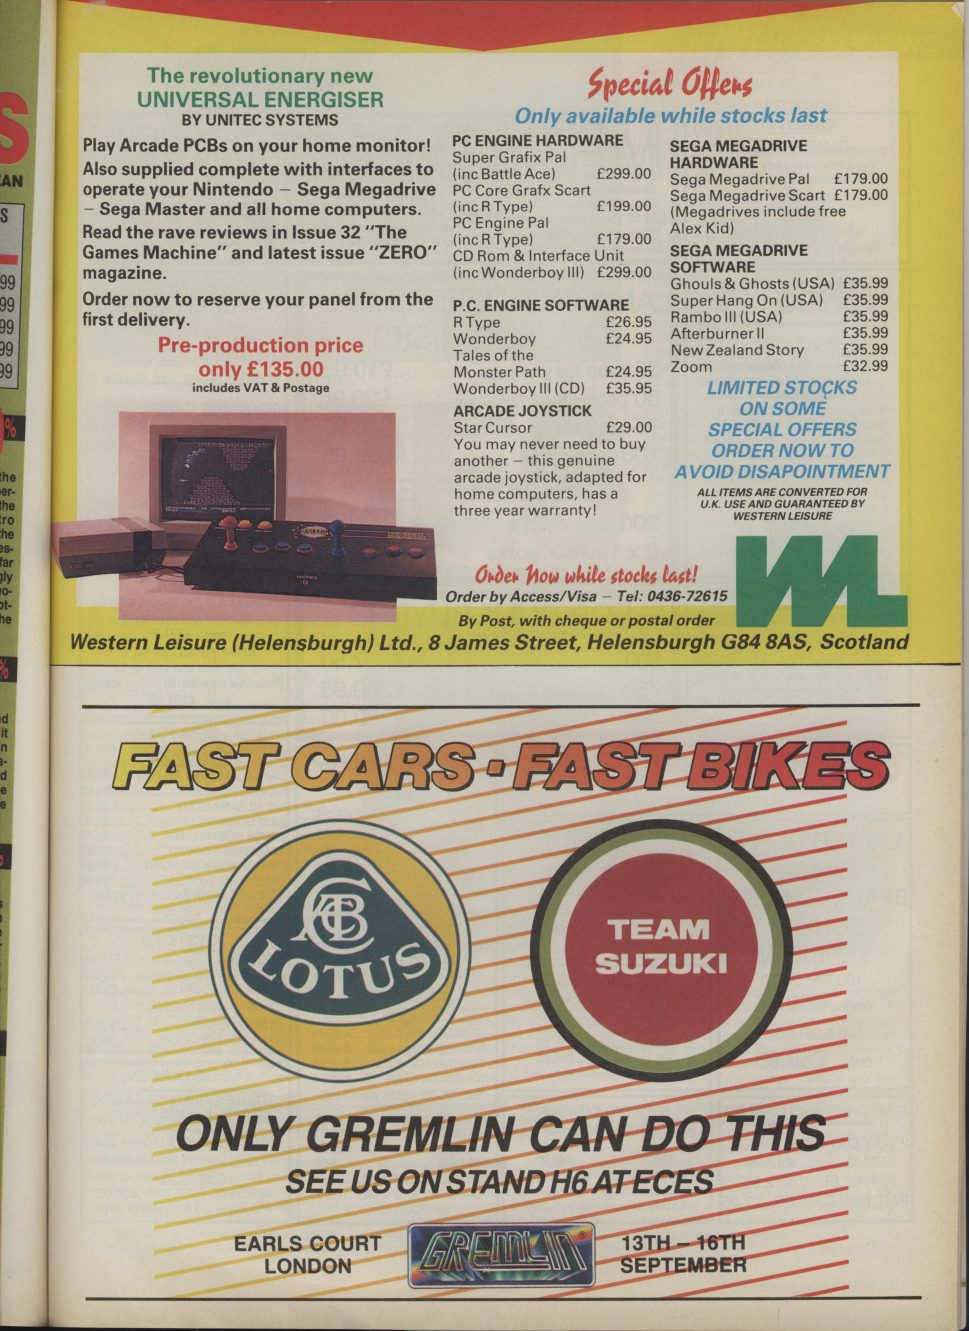 The revolutionary new
UNIVERSAL ENERGISER
BY UNITEC SYSTEMS
Play Arcade PCBs on your home monitor!
Also supplied complete with interfaces to
operate your Nintendo – Sega Megadrive
– Sega Master and all home computers.
Read the rave reviews in Issue 32 "The
Games Machine" and latest issue "ZERO"
magazine.
Order now to reserve your panel from the
first delivery.
Pre-production price
only £135.00
includes VAT & Postage
Special Offers
Only available while stocks last
PC ENGINE HARDWARE
Super Grafix Pal
(inc Battle Ace) £299.00
PC Core Grafx Scart
(inc R Type) £199.00
PC Engine Pal
(inc R Type) £179.00
CD Rom & Interface Unit
(inc Wonderboy III) £299.00
P.C. ENGINE SOFTWARE
R Type £26.95
Wonderboy £24.95
Tales of the
Monster Path £24.95
Wonderboy III (CD) £35.95
ARCADE JOYSTICK
Star Cursor £29.00
You may never need to buy
another – this genuine
arcade joystick, adapted for
home computers, has a
three year warranty!
SEGA MEGADRIVE
HARDWARE
Sega Megadrive Pal £179.00
Sega Megadrive Scart £179.00
(Megadrives include free
Alex Kid)
SEGA MEGADRIVE
SOFTWARE
Ghouls & Ghosts (USA) £35.99
Super Hang On (USA) £35.99
Rambo III (USA) £35.99
Afterburner II £35.99
New Zealand Story £35.99
Zoom £32.99
LIMITED STOCKS
ON SOME
SPECIAL OFFERS
ORDER NOW TO
AVOID DISAPOINTMENT
ALL ITEMS ARE CONVERTED FOR
U.K. USE AND GUARANTEED BY
WESTERN LEISURE
Order Now while stocks last!
Order by Access/Visa – Tel: 0436-72615
By Post, with cheque or postal order
WL
Western Leisure (Helensburgh) Ltd., 8 James Street, Helensburgh G84 8AS, Scotland
FAST CARS · FAST BIKES
ACBC
LOTUS
TEAM
SUZUKI
ONLY GREMLIN CAN DO THIS
SEE US ON STAND H6 AT ECES
EARLS COURT
LONDON
GREMLIN
13TH – 16TH
SEPTEMBER